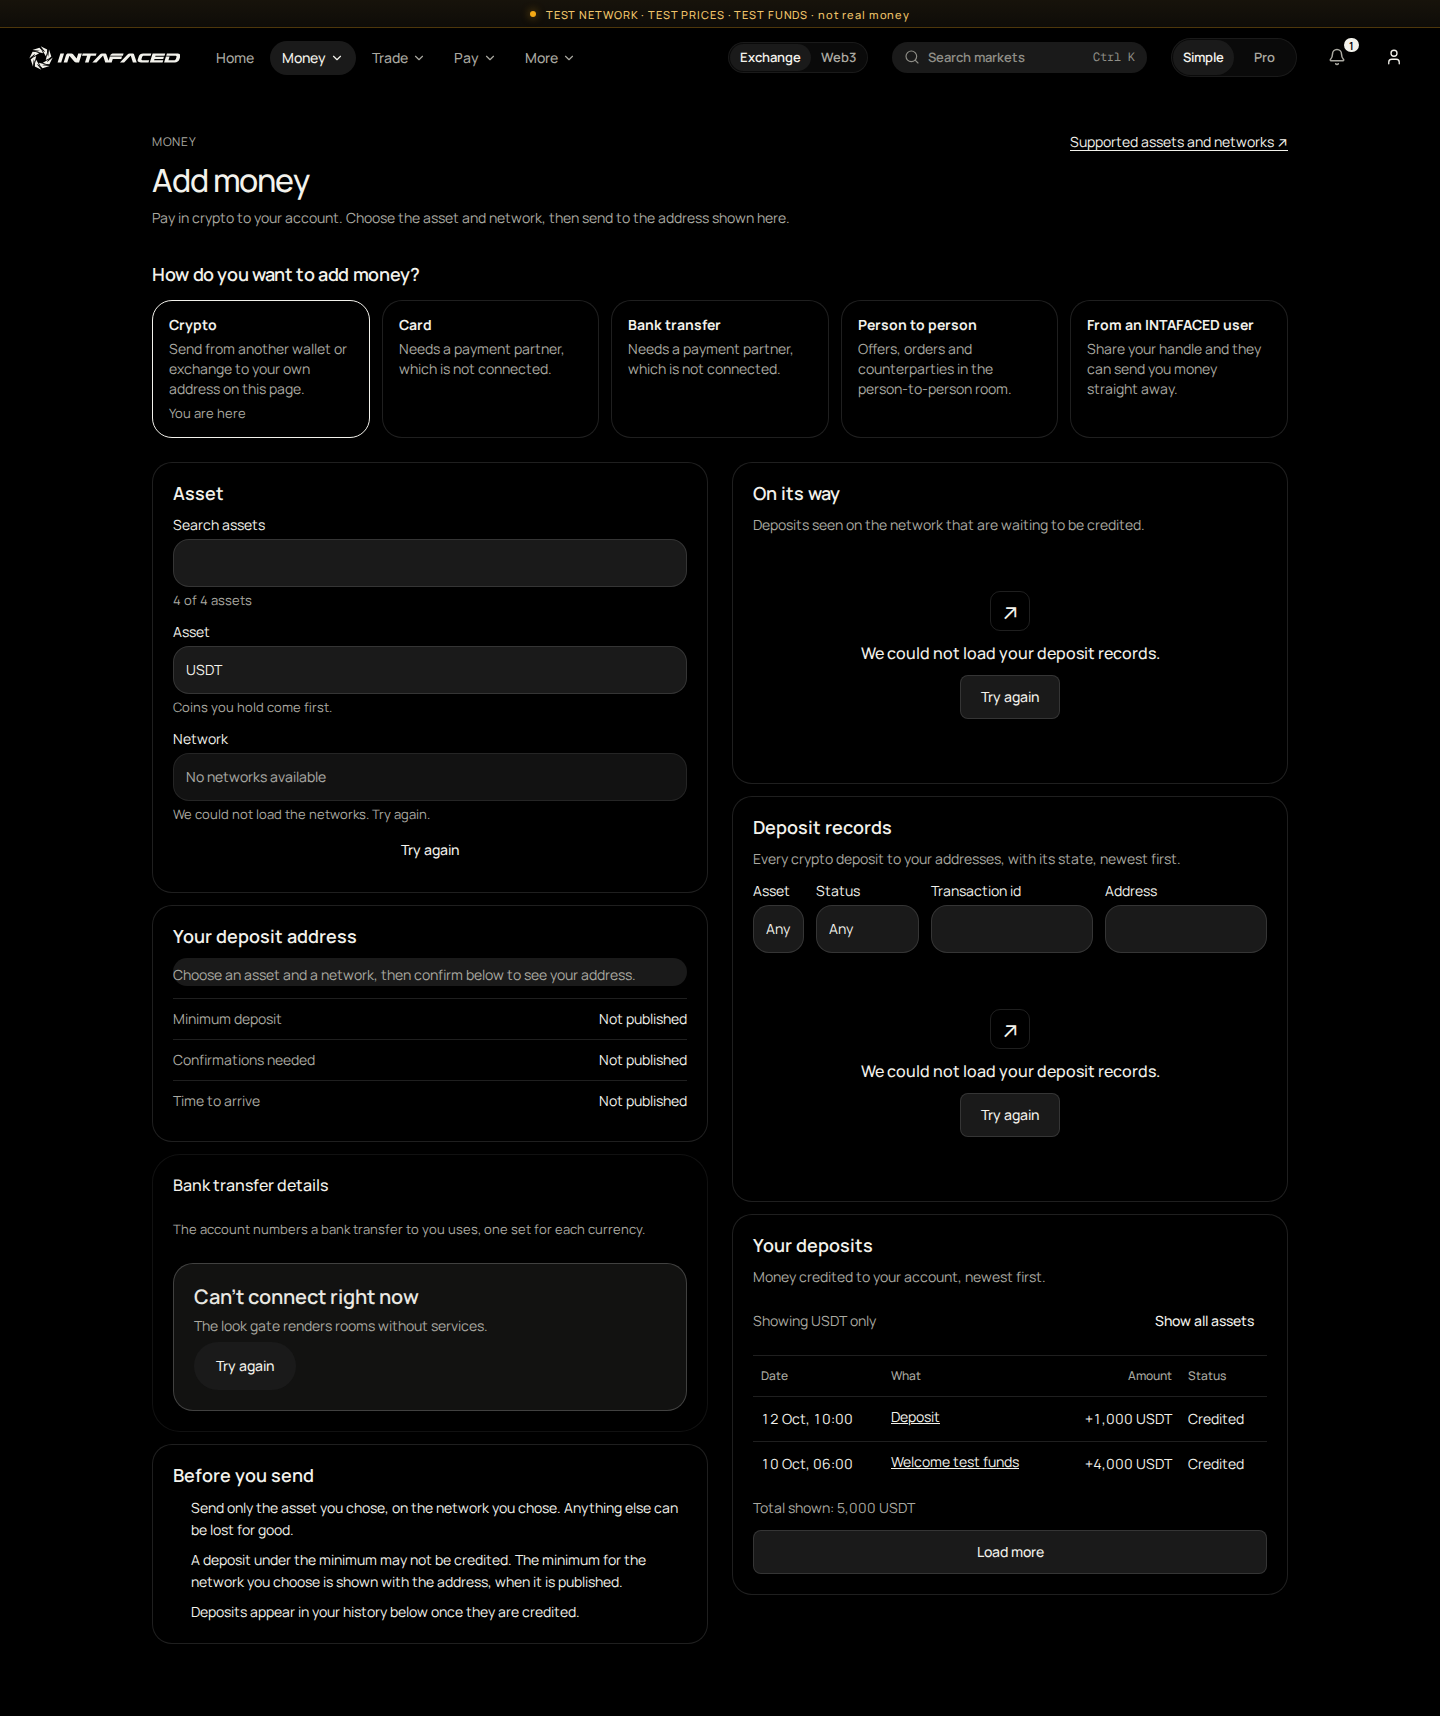 TEST NETWORK · TEST PRICES · TEST FUNDS · not real money
INTAFACED
Home
Money
Trade
Pay
More
Exchange
Web3
Search markets
Ctrl K
Simple
Pro
1
MONEY
Supported assets and networks ↗
Add money
Pay in crypto to your account. Choose the asset and network, then send to the address shown here.
How do you want to add money?
Crypto
Send from another wallet or
exchange to your own
address on this page.
You are here
Card
Needs a payment partner,
which is not connected.
Bank transfer
Needs a payment partner,
which is not connected.
Person to person
Offers, orders and
counterparties in the
person-to-person room.
From an INTAFACED user
Share your handle and they
can send you money
straight away.
Asset
Search assets
4 of 4 assets
Asset
USDT
Coins you hold come first.
Network
No networks available
We could not load the networks. Try again.
Try again
Your deposit address
Choose an asset and a network, then confirm below to see your address.
Minimum deposit
Not published
Confirmations needed
Not published
Time to arrive
Not published
Bank transfer details
The account numbers a bank transfer to you uses, one set for each currency.
Can't connect right now
The look gate renders rooms without services.
Try again
Before you send
Send only the asset you chose, on the network you chose. Anything else can
be lost for good.
A deposit under the minimum may not be credited. The minimum for the
network you choose is shown with the address, when it is published.
Deposits appear in your history below once they are credited.
On its way
Deposits seen on the network that are waiting to be credited.
↗
We could not load your deposit records.
Try again
Deposit records
Every crypto deposit to your addresses, with its state, newest first.
Asset
Status
Transaction id
Address
Any
Any
↗
We could not load your deposit records.
Try again
Your deposits
Money credited to your account, newest first.
Showing USDT only
Show all assets
Date
What
Amount
Status
12 Oct, 10:00
Deposit
+1,000 USDT
Credited
10 Oct, 06:00
Welcome test funds
+4,000 USDT
Credited
Total shown: 5,000 USDT
Load more